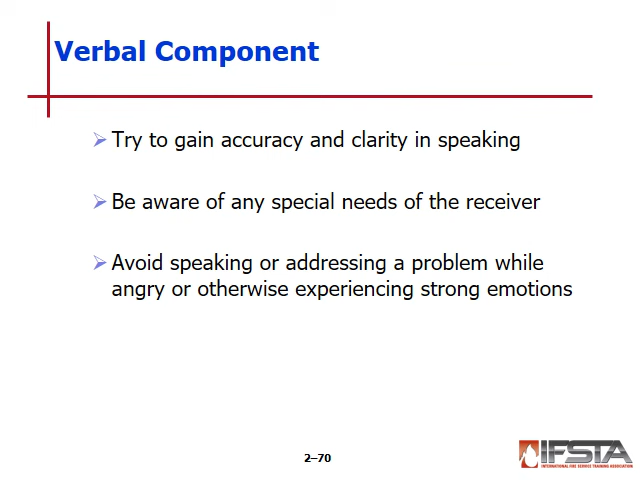 Verbal Component
Try to gain accuracy and clarity in speaking
Be aware of any special needs of the receiver
Avoid speaking or addressing a problem while
angry or otherwise experiencing strong emotions
2–70
IFSTA
INTERNATIONAL FIRE SERVICE TRAINING ASSOCIATION